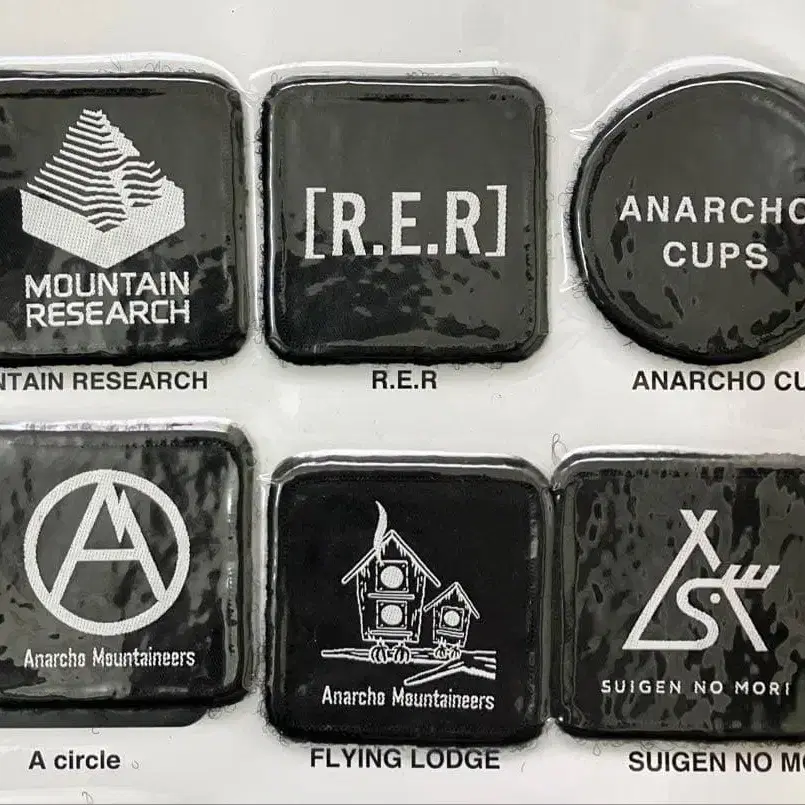 MOUNTAIN
RESEARCH
[R.E.R]
ANARCHO
CUPS
NTAIN RESEARCH
R.E.R
ANARCHO CU
A
Anarcho Mountaineers
Anarcho Mountaineers
SUIGEN NO MORI
A circle
FLYING LODGE
SUIGEN NO MO